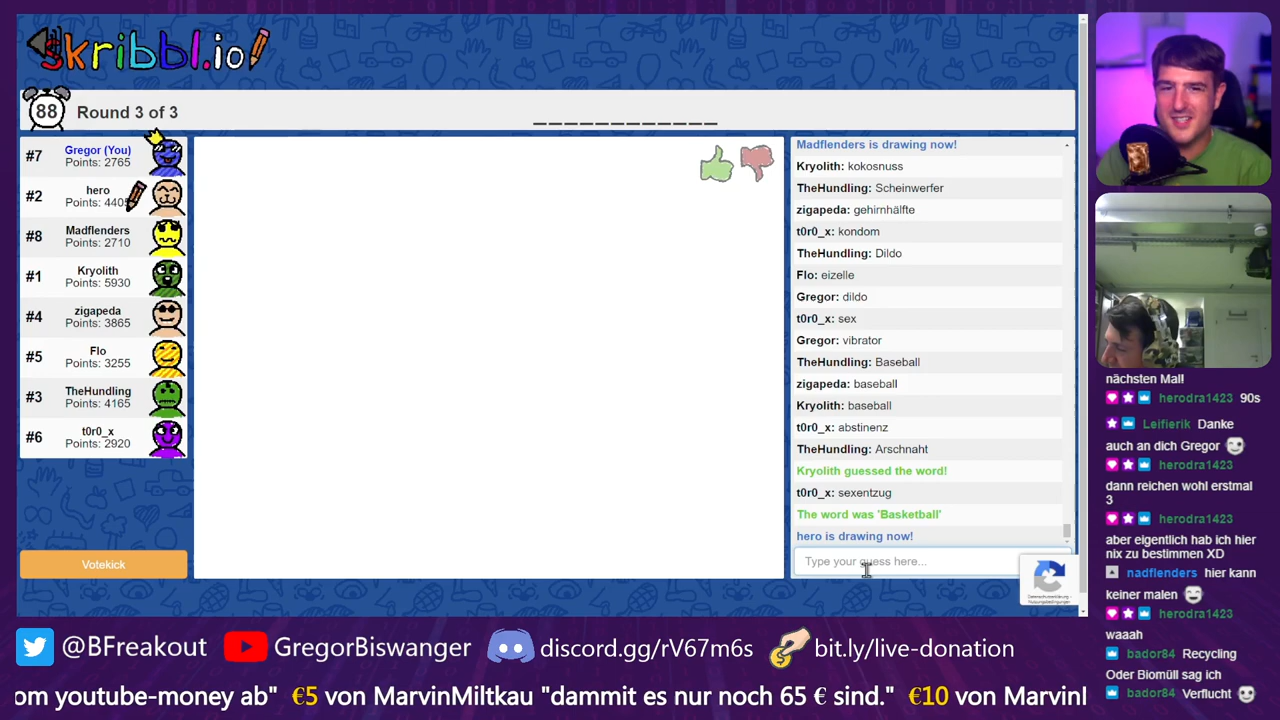 skribbl.io
88
Round 3 of 3
____________
#7
Gregor (You)
Points: 2765
#2
hero
Points: 4405
#8
Madflenders
Points: 2710
#1
Kryolith
Points: 5930
#4
zigapeda
Points: 3865
#5
Flo
Points: 3255
#3
TheHundling
Points: 4165
#6
t0r0_x
Points: 2920
Votekick
Madflenders is drawing now!
Kryolith: kokosnuss
TheHundling: Scheinwerfer
zigapeda: gehirnhälfte
t0r0_x: kondom
TheHundling: Dildo
Flo: eizelle
Gregor: dildo
t0r0_x: sex
Gregor: vibrator
TheHundling: Baseball
zigapeda: baseball
Kryolith: baseball
t0r0_x: abstinenz
TheHundling: Arschnaht
Kryolith guessed the word!
t0r0_x: sexentzug
The word was 'Basketball'
hero is drawing now!
Type your guess here...
nächsten Mal!
herodra1423 90s
Leifierik Danke
auch an dich Gregor
herodra1423
dann reichen wohl erstmal
3
herodra1423
aber eigentlich hab ich hier
nix zu bestimmen XD
nadflenders hier kann
keiner malen
herodra1423
waaah
bador84 Recycling
Oder Biomüll sag ich
bador84 Verflucht
@BFreakout GregorBiswanger discord.gg/rV67m6s bit.ly/live-donation
om youtube-money ab" €5 von MarvinMiltkau "dammit es nur noch 65 € sind." €10 von MarvinI